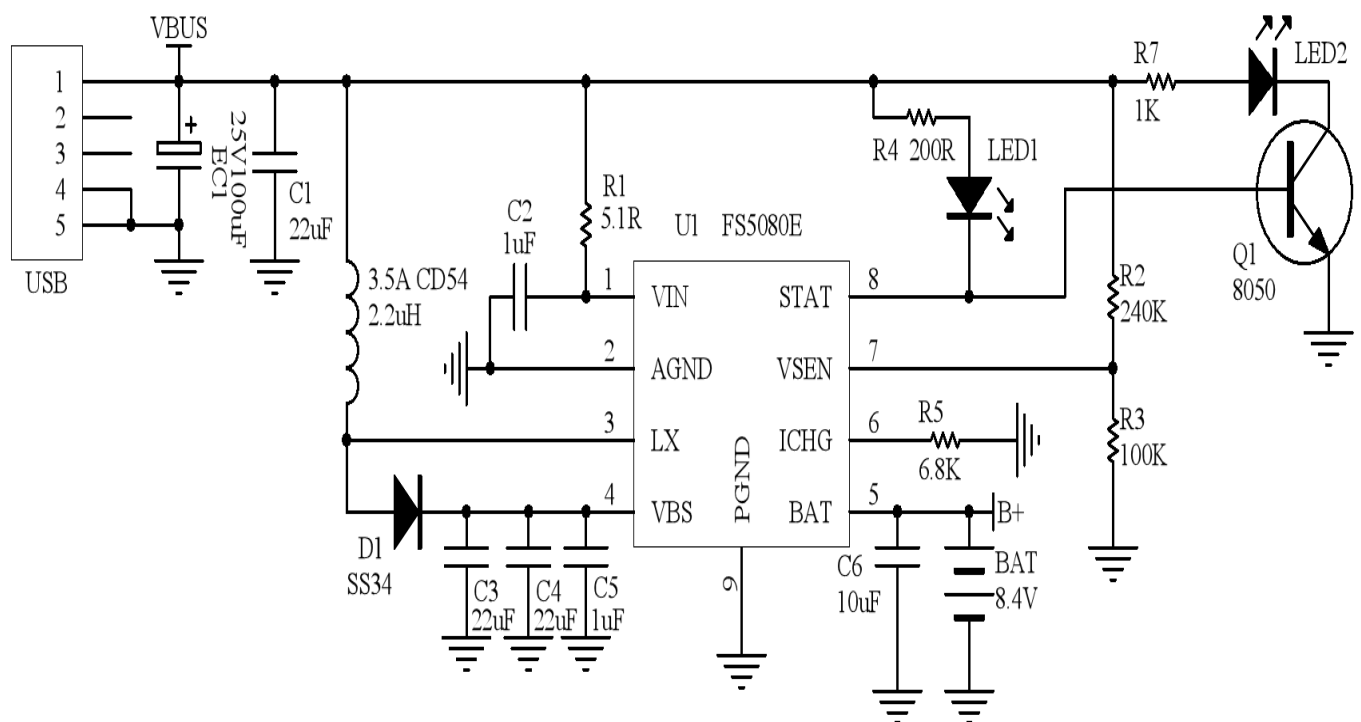 VBUS
1
2
3
4
5
USB
+
25V100uF
EC1
C1
22uF
3.5A CD54
2.2uH
C2
1uF
R1
5.1R
U1 FS5080E
R4 200R
LED1
R7
1K
LED2
Q1
8050
R2
240K
R3
100K
1 VIN
2 AGND
3 LX
4 VBS
STAT 8
VSEN 7
ICHG 6
BAT 5
PGND
9
R5
6.8K
D1
SS34
C3
22uF
C4
22uF
C5
1uF
C6
10uF
B+
BAT
8.4V